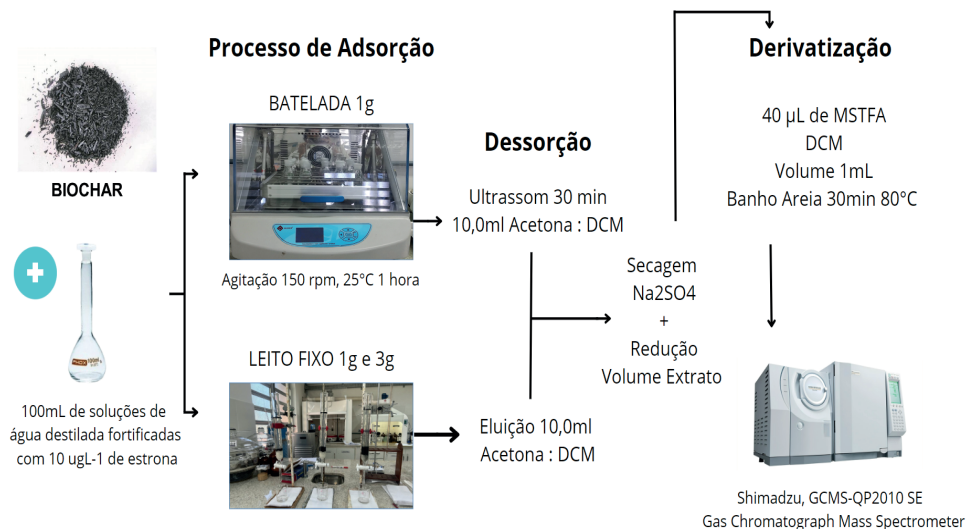 Processo de Adsorção
Derivatização
BATELADA 1g
40 µL de MSTFA
DCM
Volume 1mL
Banho Areia 30min 80°C
Dessorção
BIOCHAR
Ultrassom 30 min
10,0ml Acetona : DCM
Agitação 150 rpm, 25°C 1 hora
Secagem
Na2SO4
+
Redução
Volume Extrato
LEITO FIXO 1g e 3g
100mL de soluções de
água destilada fortificadas
com 10 ugL-1 de estrona
Eluição 10,0ml
Acetona : DCM
Shimadzu, GCMS-QP2010 SE
Gas Chromatograph Mass Spectrometer